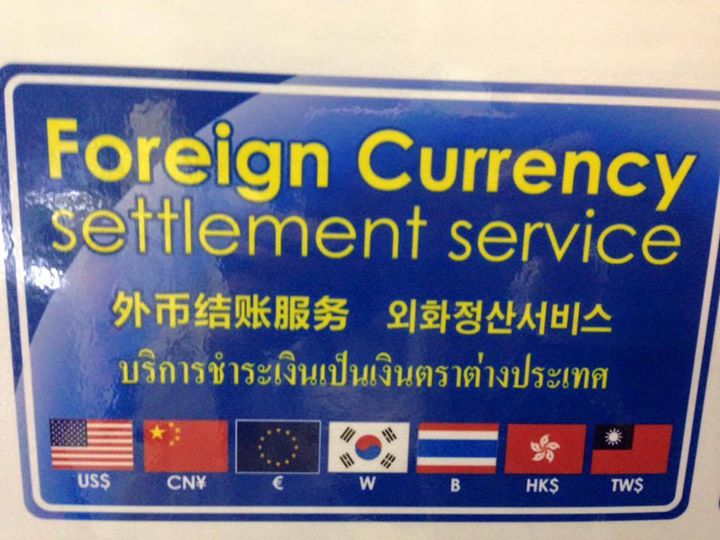 Foreign Currency
settlement service
外币结账服务 외화정산서비스
บริการชำระเงินเป็นเงินตราต่างประเทศ
US$ CN¥ € W B HK$ TW$